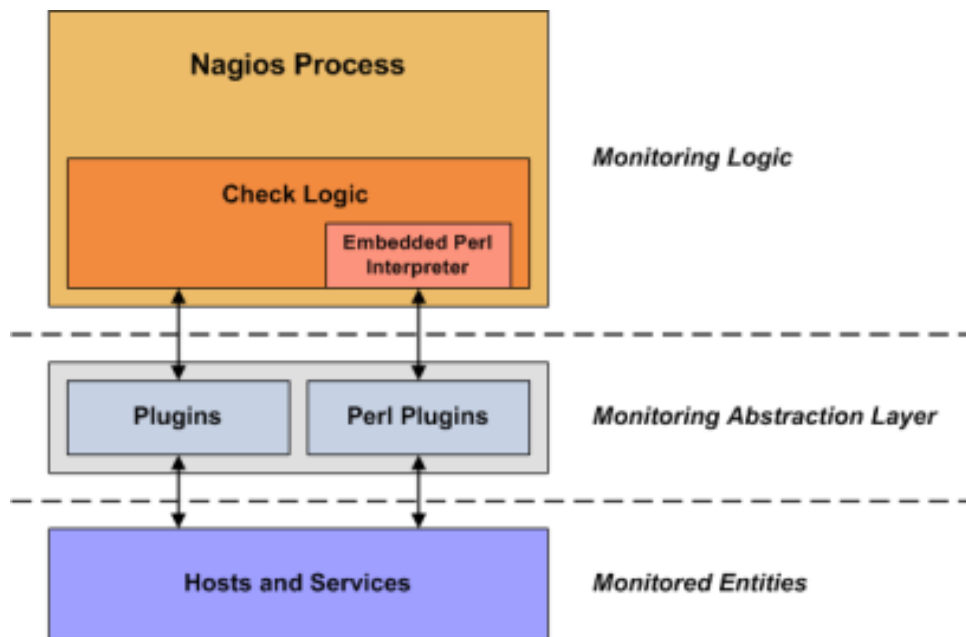 Nagios Process
Monitoring Logic
Check Logic
Embedded Perl
Interpreter
Plugins
Perl Plugins
Monitoring Abstraction Layer
Hosts and Services
Monitored Entities